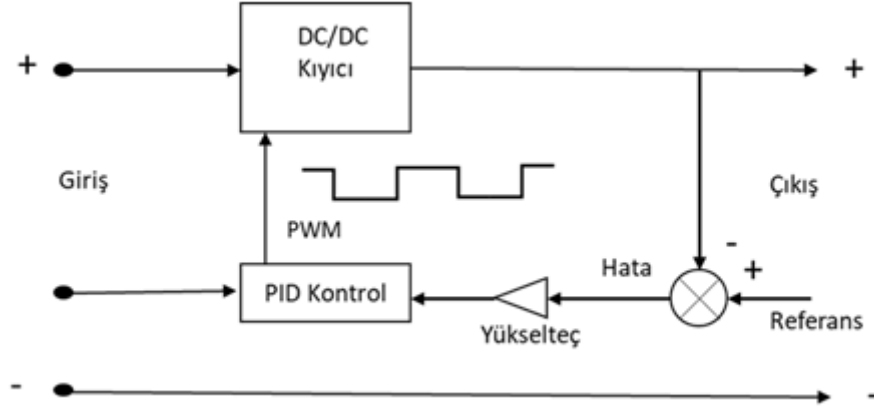 DC/DC
Kıyıcı
+
+
Giriş
Çıkış
PWM
-
+
Hata
PID Kontrol
Referans
Yükselteç
-
-